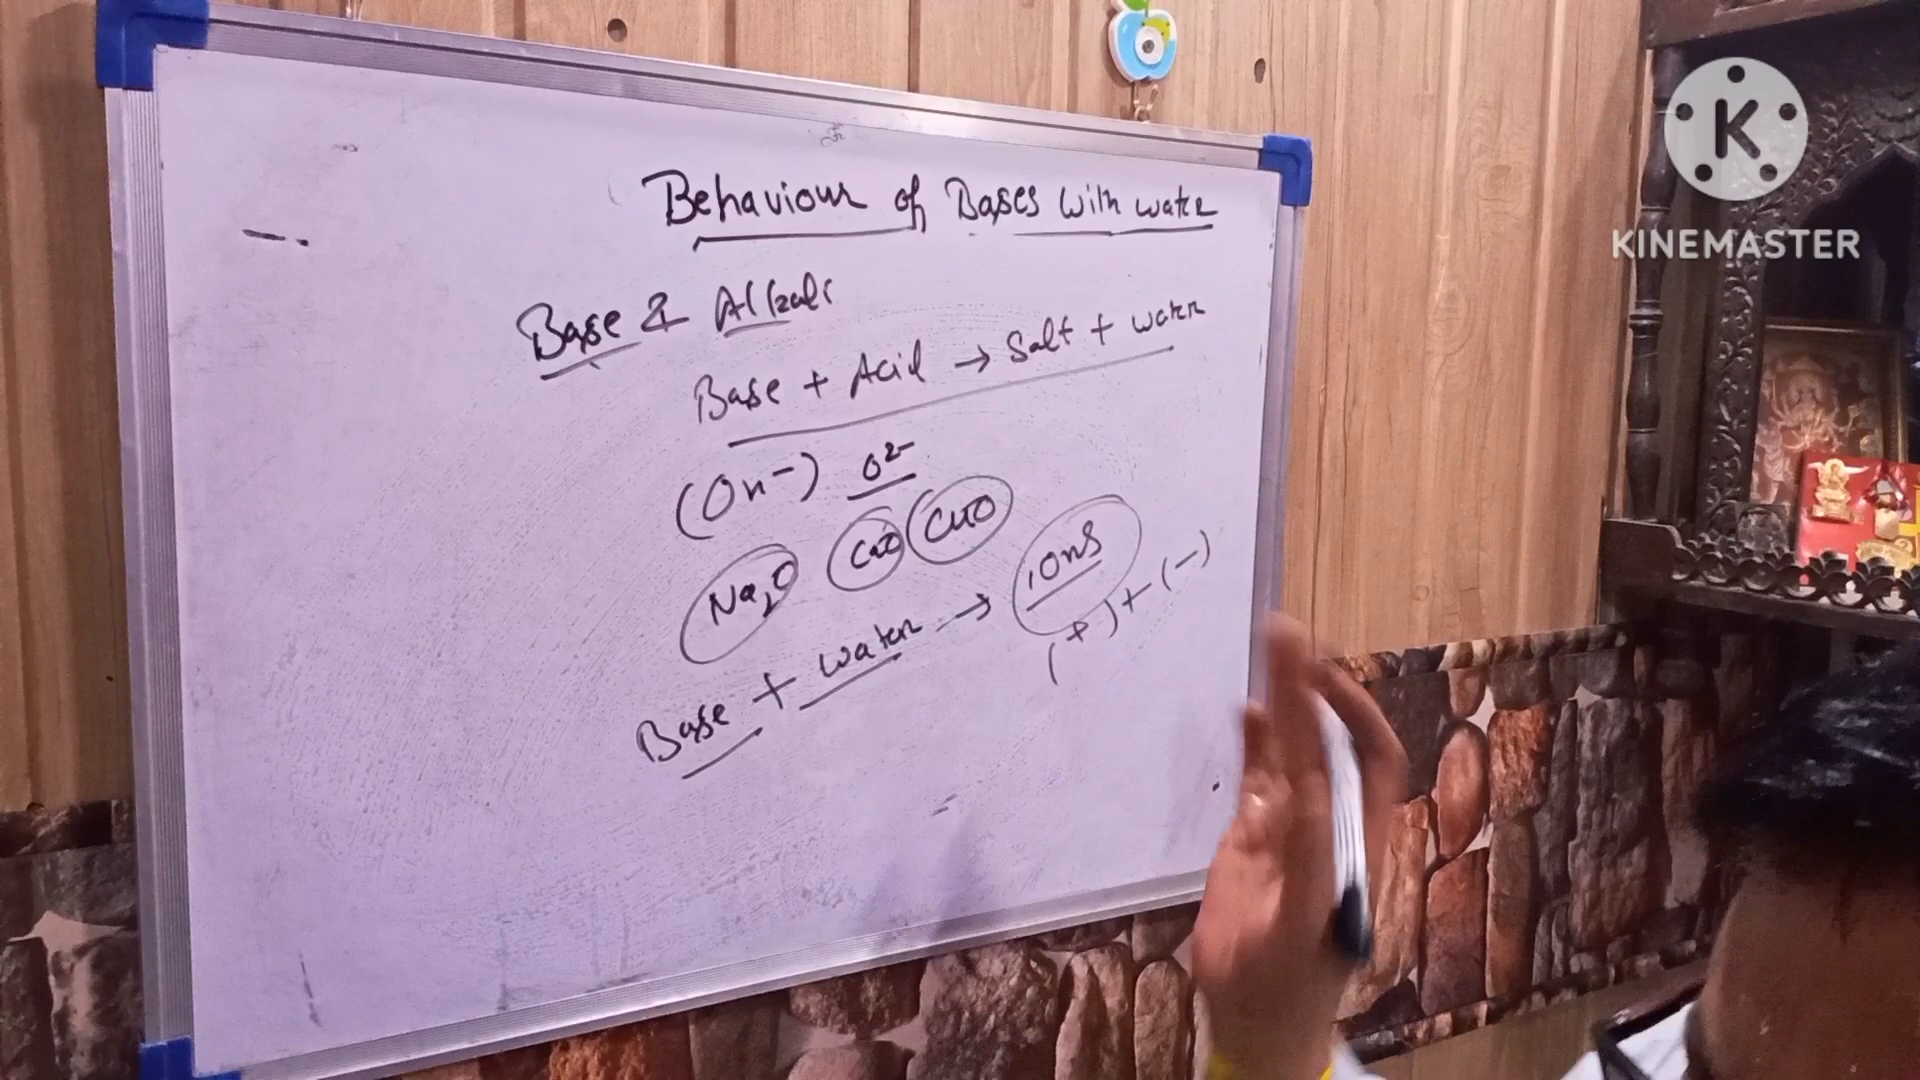 Behaviour of Bases with water
Base & Alkali
Base + Acid → Salt + water
(OH⁻) O²⁻
Na₂O CaO CuO
Base + water → ions
(+) + (-)
K
KINEMASTER